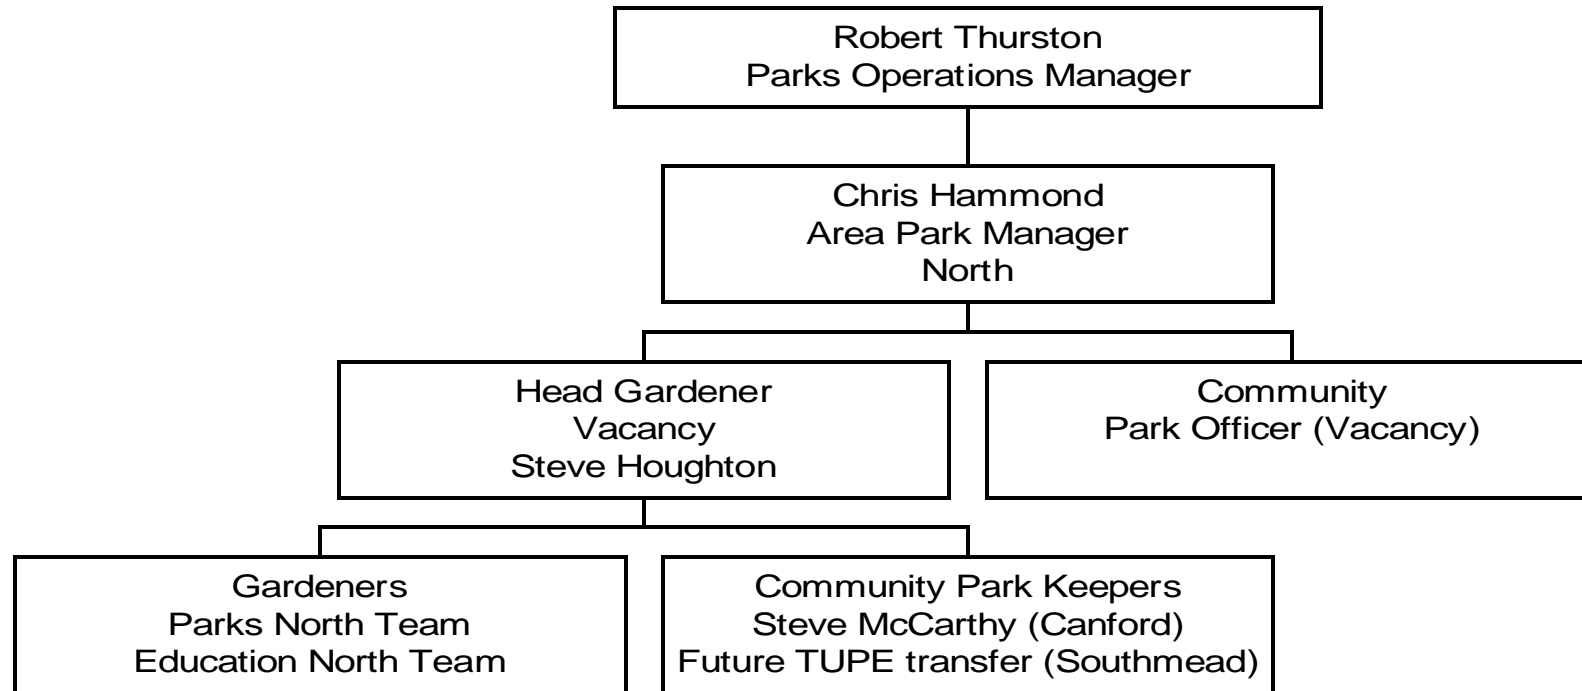 Robert Thurston
Parks Operations Manager
Chris Hammond
Area Park Manager
North
Head Gardener
Vacancy
Steve Houghton
Community
Park Officer (Vacancy)
Gardeners
Parks North Team
Education North Team
Community Park Keepers
Steve McCarthy (Canford)
Future TUPE transfer (Southmead)